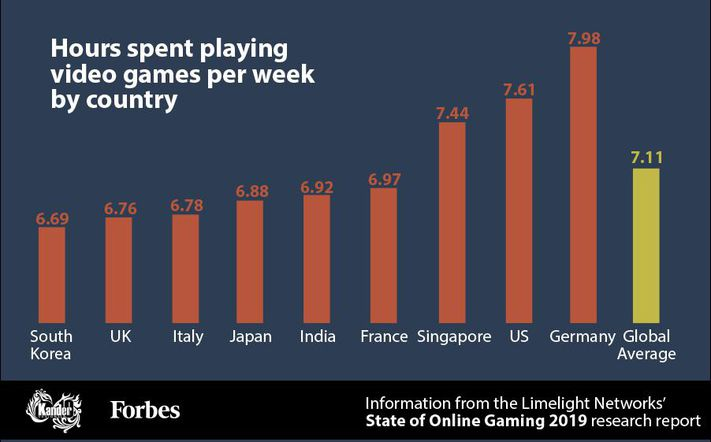 Hours spent playing
video games per week
by country
6.69
6.76
6.78
6.88
6.92
6.97
7.44
7.61
7.98
7.11
South
Korea
UK
Italy
Japan
India
France
Singapore
US
Germany
Global
Average
Kander
Forbes
Information from the Limelight Networks’
State of Online Gaming 2019 research report